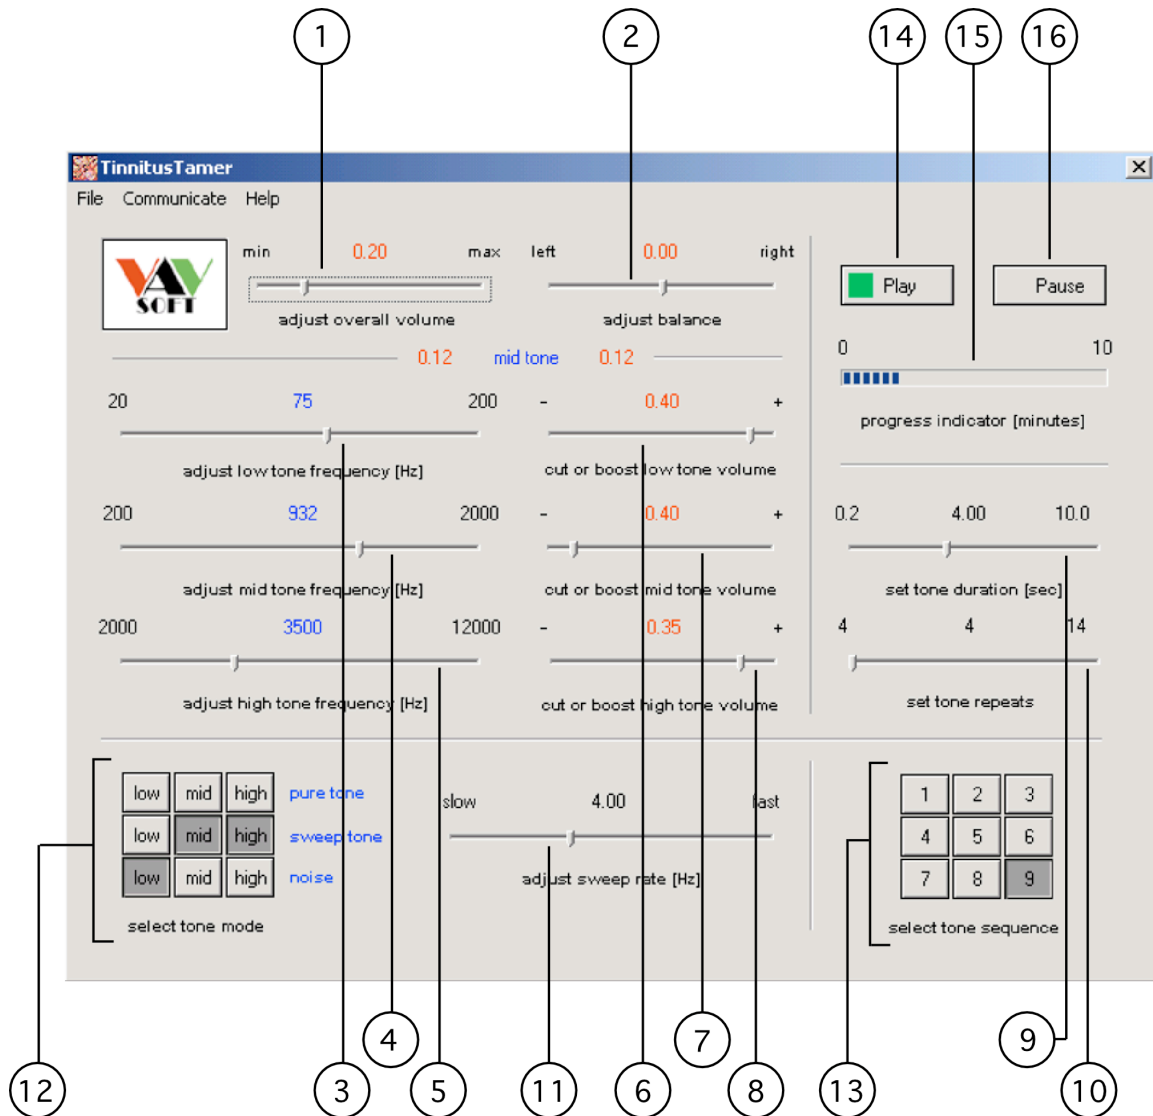 1 2 14 15 16
TinnitusTamer
File Communicate Help
VAV
SOFT
min 0.20 max
adjust overall volume
left 0.00 right
adjust balance
Play
Pause
0.12 mid tone 0.12
0 10
progress indicator [minutes]
20 75 200
adjust low tone frequency [Hz]
- 0.40 +
cut or boost low tone volume
200 932 2000
adjust mid tone frequency [Hz]
- 0.40 +
cut or boost mid tone volume
0.2 4.00 10.0
set tone duration [sec]
2000 3500 12000
adjust high tone frequency [Hz]
- 0.35 +
cut or boost high tone volume
4 4 14
set tone repeats
low mid high pure tone
low mid high sweep tone
low mid high noise
select tone mode
slow 4.00 fast
adjust sweep rate [Hz]
1 2 3
4 5 6
7 8 9
select tone sequence
4 7 9
12 3 5 11 6 8 13 10